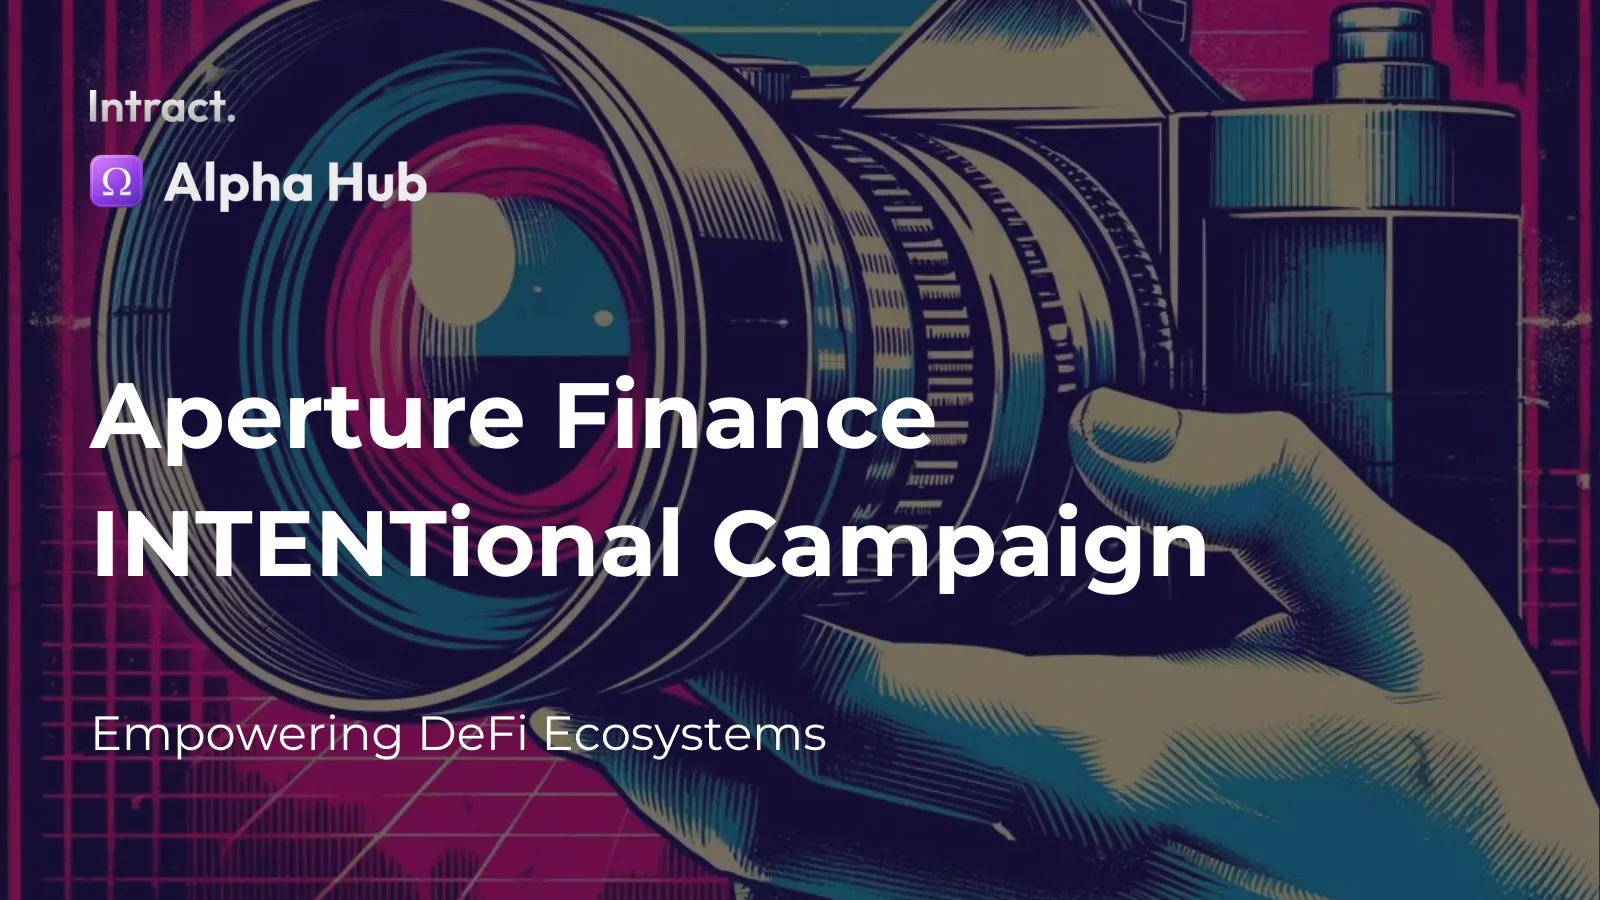 Intract.
Ω Alpha Hub
Aperture Finance
INTENTional Campaign
Empowering DeFi Ecosystems